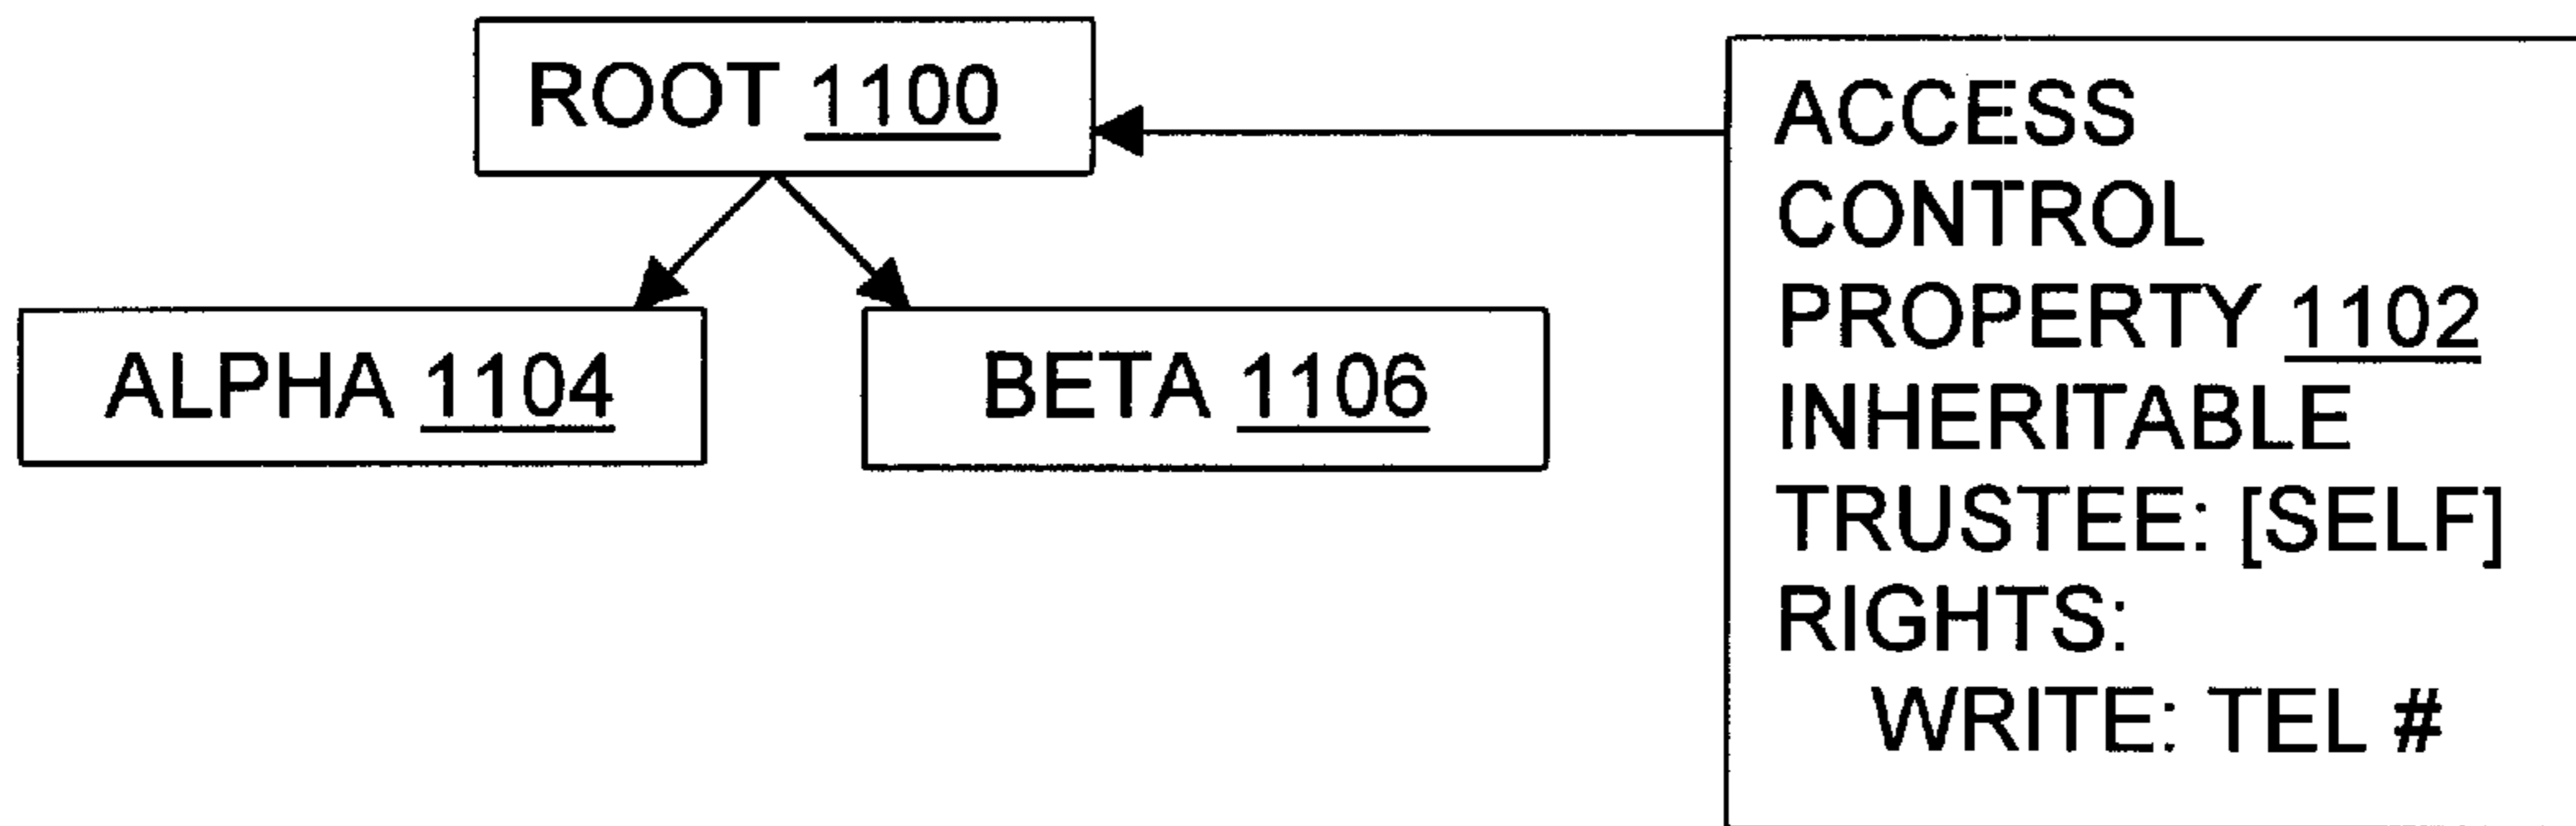 ROOT 1100
ALPHA 1104
BETA 1106
ACCESS
CONTROL
PROPERTY 1102
INHERITABLE
TRUSTEE: [SELF]
RIGHTS:
WRITE: TEL #